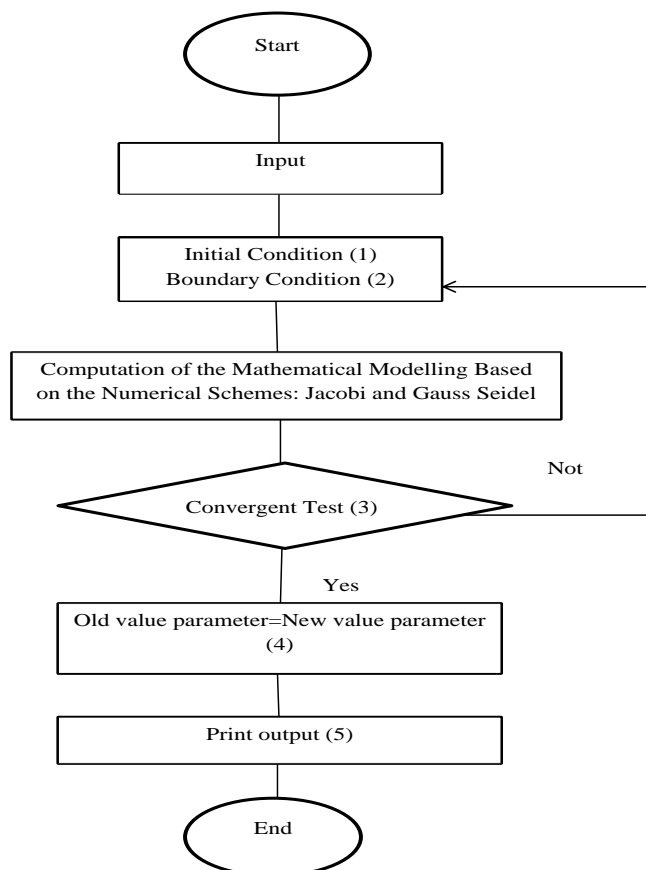 Start
Input
Initial Condition (1)
Boundary Condition (2)
Computation of the Mathematical Modelling Based
on the Numerical Schemes: Jacobi and Gauss Seidel
Not
Convergent Test (3)
Yes
Old value parameter=New value parameter
(4)
Print output (5)
End